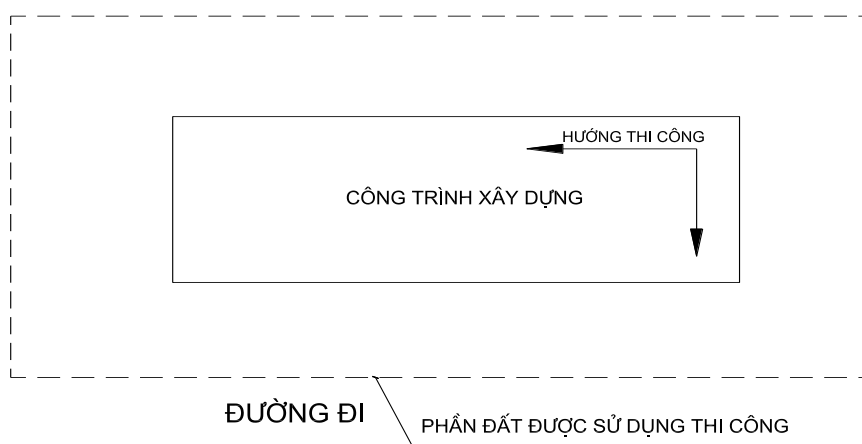 HƯỚNG THI CÔNG
CÔNG TRÌNH XÂY DỰNG
ĐƯỜNG ĐI
PHẦN ĐẤT ĐƯỢC SỬ DỤNG THI CÔNG